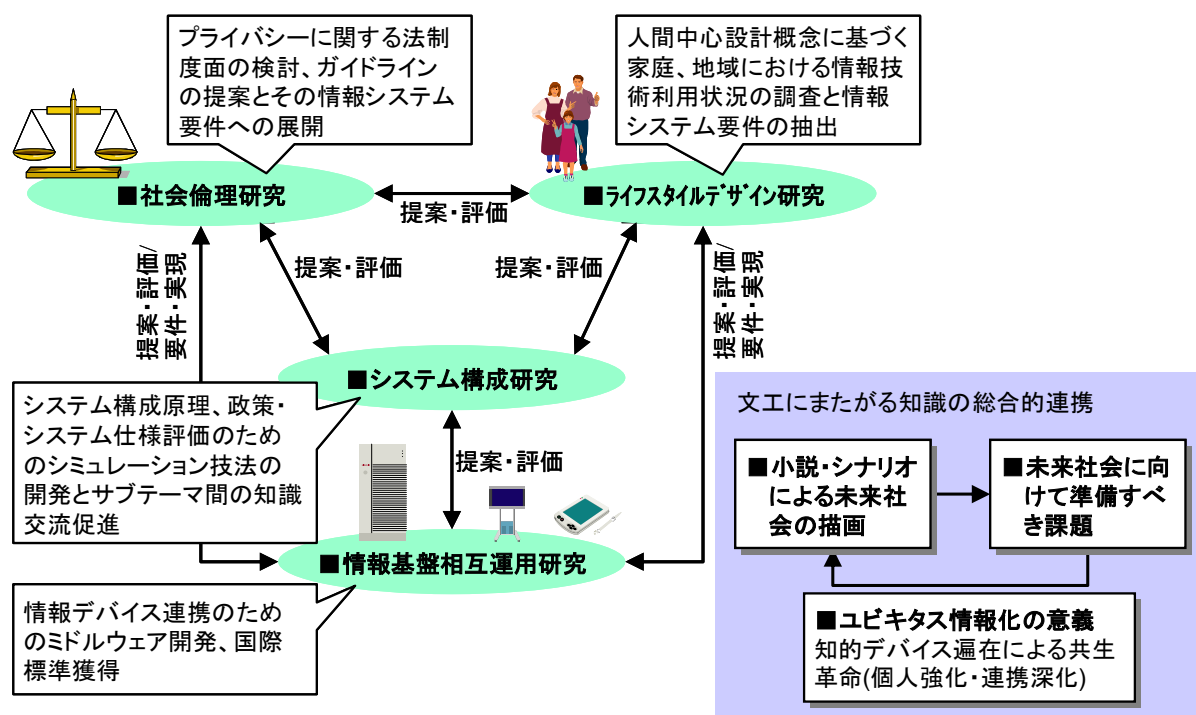 プライバシーに関する法制
度面の検討、ガイドライン
の提案とその情報システム
要件への展開
人間中心設計概念に基づく
家庭、地域における情報技
術利用状況の調査と情報
システム要件の抽出
■社会倫理研究
■ライフスタイルデザイン研究
提案・評価
提案・評価/
要件・実現
提案・評価
提案・評価
提案・評価/
要件・実現
■システム構成研究
システム構成原理、政策・
システム仕様評価のため
のシミュレーション技法の
開発とサブテーマ間の知識
交流促進
提案・評価
■情報基盤相互運用研究
情報デバイス連携のため
のミドルウェア開発、国際
標準獲得
文工にまたがる知識の総合的連携
■小説・シナリオ
による未来社
会の描画
■未来社会に向
けて準備すべ
き課題
■ユビキタス情報化の意義
知的デバイス遍在による共生
革命(個人強化・連携深化)